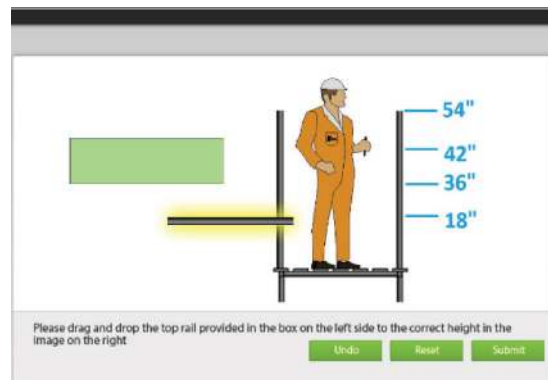 54"
42"
36"
18"
Please drag and drop the top rail provided in the box on the left side to the correct height in the
image on the right
Undo Reset Submit